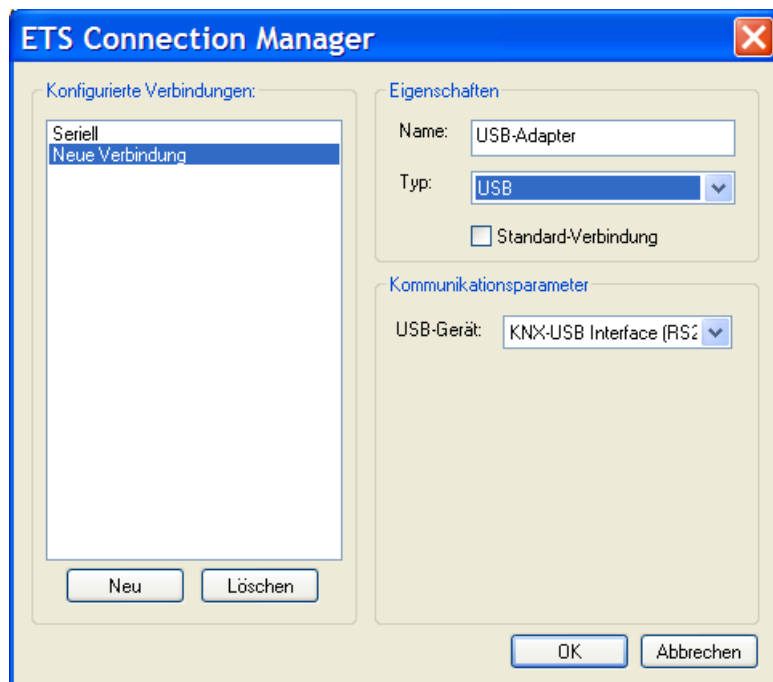 ETS Connection Manager
Konfigurierte Verbindungen:
Seriell
Neue Verbindung
Neu
Löschen
Eigenschaften
Name:
USB-Adapter
Typ:
USB
Standard-Verbindung
Kommunikationsparameter
USB-Gerät:
KNX-USB Interface (RS2
OK
Abbrechen